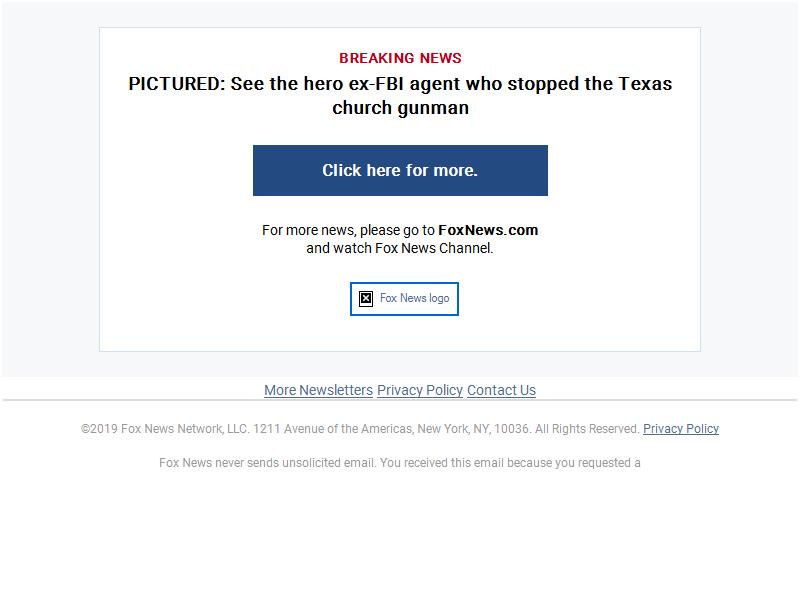 BREAKING NEWS
PICTURED: See the hero ex-FBI agent who stopped the Texas
church gunman
Click here for more.
For more news, please go to FoxNews.com
and watch Fox News Channel.
Fox News logo
More Newsletters Privacy Policy Contact Us
©2019 Fox News Network, LLC. 1211 Avenue of the Americas, New York, NY, 10036. All Rights Reserved. Privacy Policy
Fox News never sends unsolicited email. You received this email because you requested a